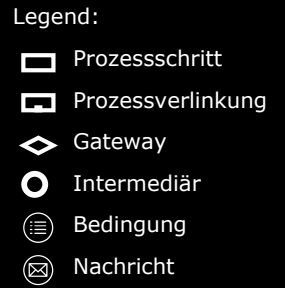 Legend:
Prozessschritt
Prozessverlinkung
Gateway
Intermediär
Bedingung
Nachricht